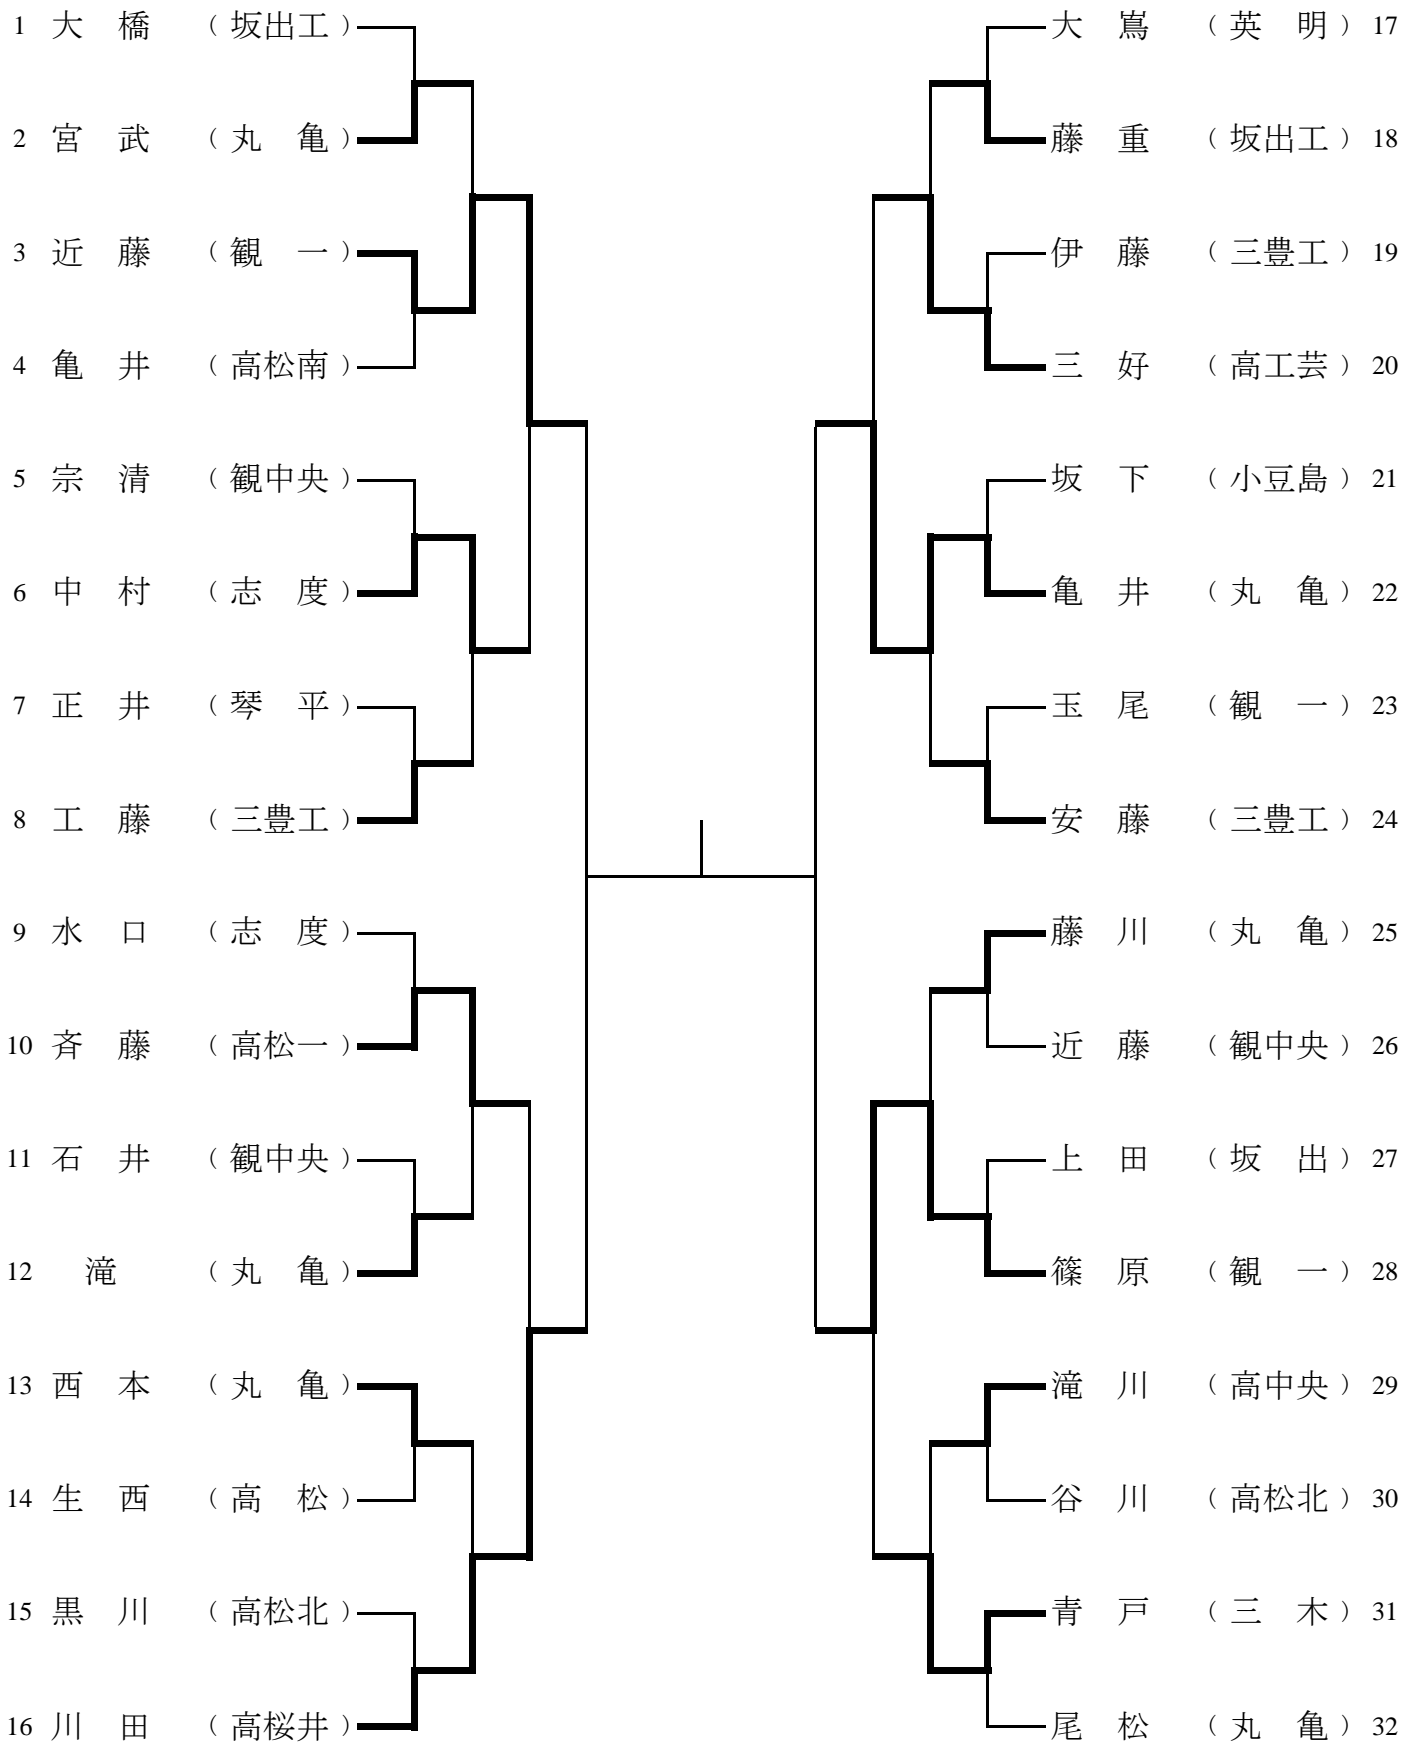 1 大 橋 （ 坂出工 ）
2 宮 武 （ 丸 亀 ）
3 近 藤 （ 観 一 ）
4 亀 井 （ 高松南 ）
5 宗 清 （ 観中央 ）
6 中 村 （ 志 度 ）
7 正 井 （ 琴 平 ）
8 工 藤 （ 三豊工 ）
9 水 口 （ 志 度 ）
10 斉 藤 （ 高松一 ）
11 石 井 （ 観中央 ）
12 滝 （ 丸 亀 ）
13 西 本 （ 丸 亀 ）
14 生 西 （ 高 松 ）
15 黒 川 （ 高松北 ）
16 川 田 （ 高桜井 ）
大 嶌 （ 英 明 ） 17
藤 重 （ 坂出工 ） 18
伊 藤 （ 三豊工 ） 19
三 好 （ 高工芸 ） 20
坂 下 （ 小豆島 ） 21
亀 井 （ 丸 亀 ） 22
玉 尾 （ 観 一 ） 23
安 藤 （ 三豊工 ） 24
藤 川 （ 丸 亀 ） 25
近 藤 （ 観中央 ） 26
上 田 （ 坂 出 ） 27
篠 原 （ 観 一 ） 28
滝 川 （ 高中央 ） 29
谷 川 （ 高松北 ） 30
青 戸 （ 三 木 ） 31
尾 松 （ 丸 亀 ） 32